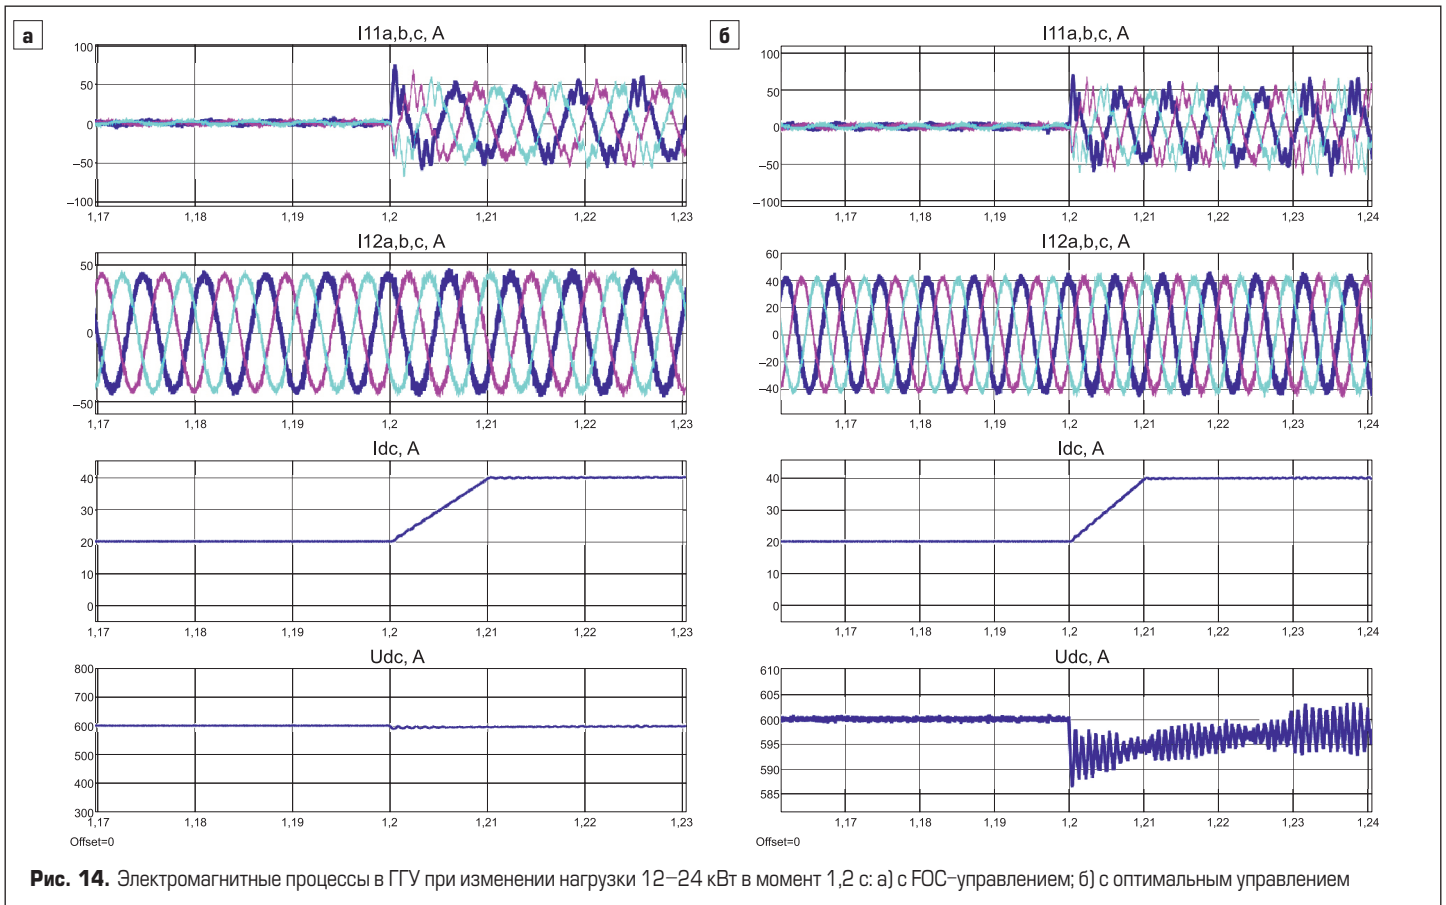 а
I11a,b,c, A
100
50
0
–50
–100
1,17 1,18 1,19 1,2 1,21 1,22 1,23
I12a,b,c, A
50
0
–50
1,17 1,18 1,19 1,2 1,21 1,22 1,23
Idc, A
40
30
20
10
0
1,17 1,18 1,19 1,2 1,21 1,22 1,23
Udc, A
800
700
600
500
400
300
1,17 1,18 1,19 1,2 1,21 1,22 1,23
Offset=0
б
I11a,b,c, A
100
50
0
–50
–100
1,17 1,18 1,19 1,2 1,21 1,22 1,23 1,24
I12a,b,c, A
60
40
20
0
–20
–40
1,17 1,18 1,19 1,2 1,21 1,22 1,23 1,24
Idc, A
40
30
20
10
0
1,17 1,18 1,19 1,2 1,21 1,22 1,23 1,24
Udc, A
610
605
600
595
590
585
1,17 1,18 1,19 1,2 1,21 1,22 1,23 1,24
Offset=0
Рис. 14. Электромагнитные процессы в ГГУ при изменении нагрузки 12–24 кВт в момент 1,2 с: а) с FOC-управлением; б) с оптимальным управлением